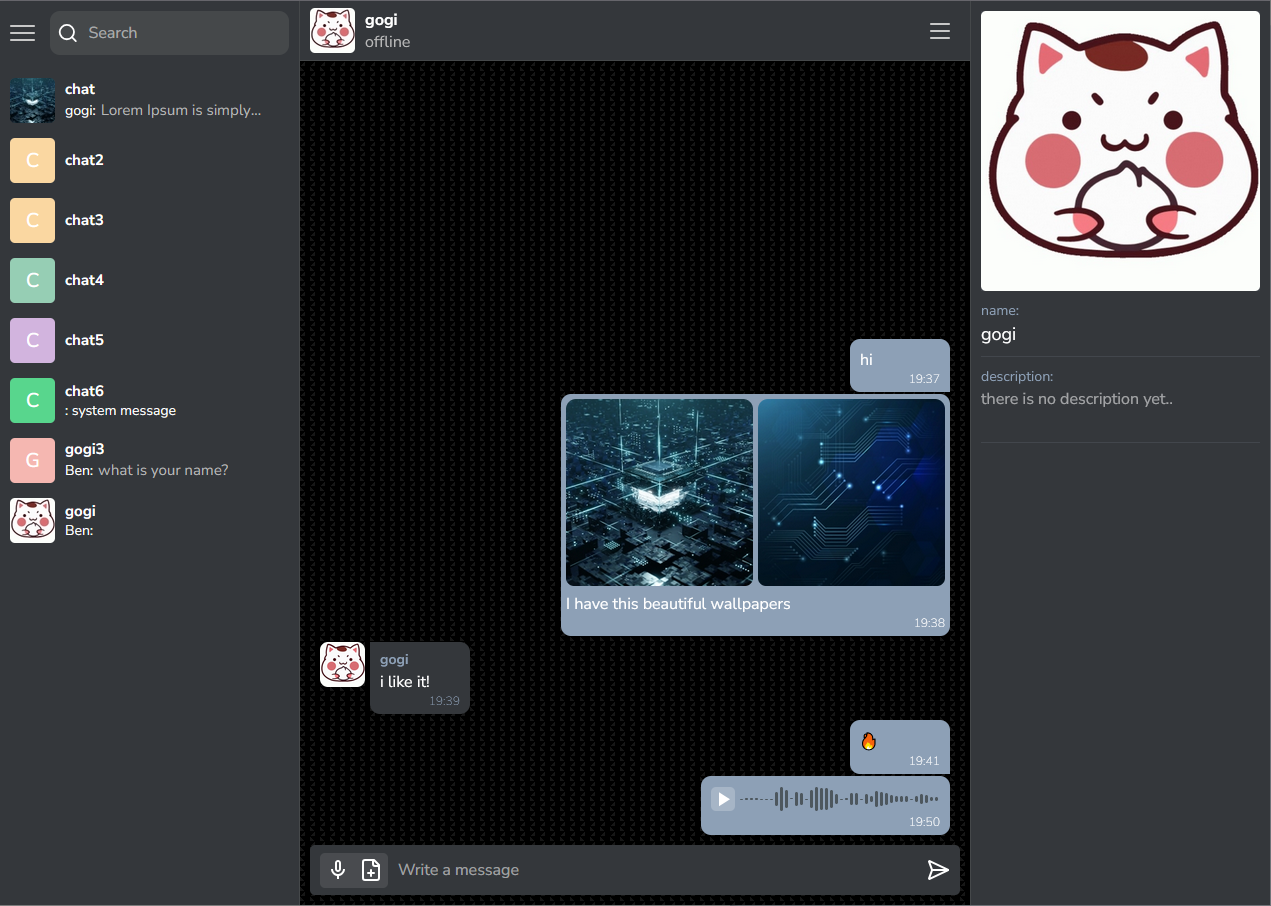 Search
chat
gogi: Lorem Ipsum is simply...
C
chat2
C
chat3
C
chat4
C
chat5
C
chat6
: system message
G
gogi3
Ben: what is your name?
gogi
Ben:
gogi
offline
hi
19:37
I have this beautiful wallpapers
19:38
gogi
i like it!
19:39
🔥
19:41
19:50
Write a message
name:
gogi
description:
there is no description yet..